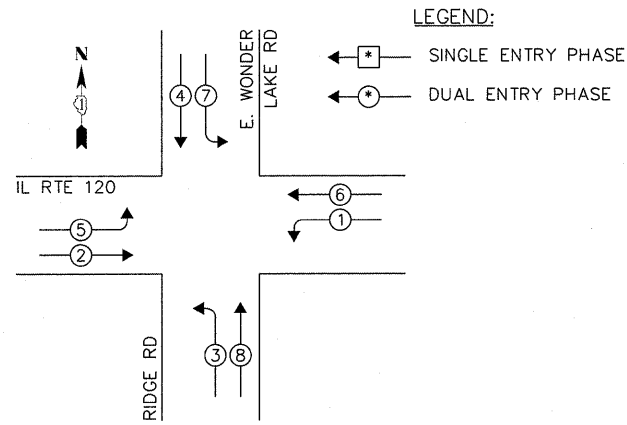 LEGEND:
* SINGLE ENTRY PHASE
* DUAL ENTRY PHASE
N
1
E. WONDER
LAKE RD
4 7
IL RTE 120
6
1
5
2
3 8
RIDGE RD